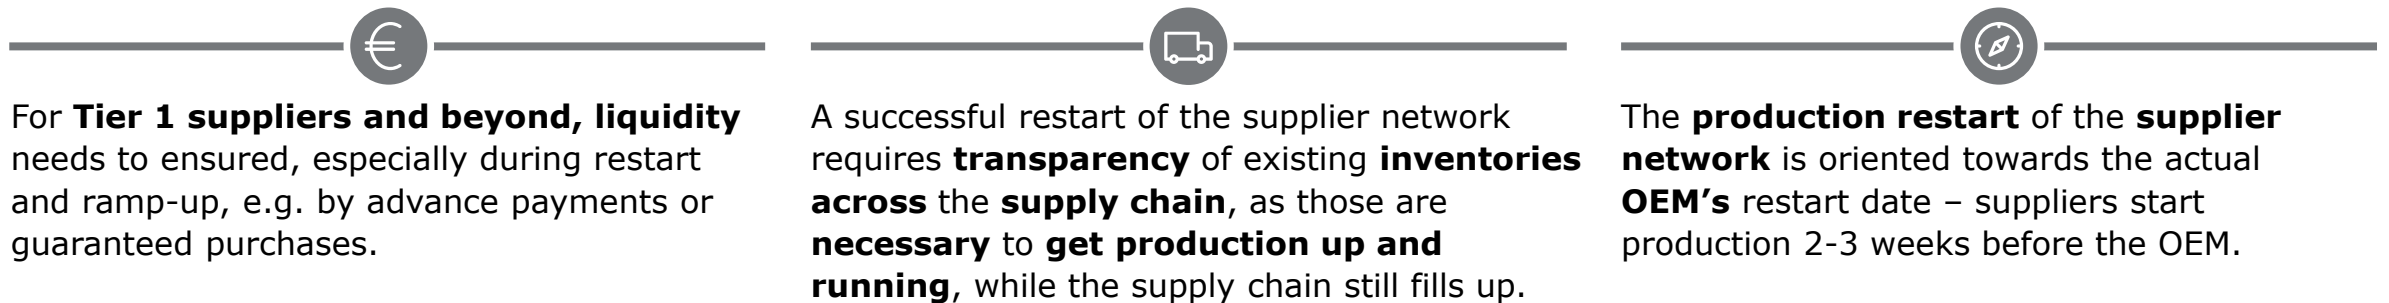 For Tier 1 suppliers and beyond, liquidity
needs to ensured, especially during restart
and ramp-up, e.g. by advance payments or
guaranteed purchases.
A successful restart of the supplier network
requires transparency of existing inventories
across the supply chain, as those are
necessary to get production up and
running, while the supply chain still fills up.
The production restart of the supplier
network is oriented towards the actual
OEM’s restart date – suppliers start
production 2-3 weeks before the OEM.